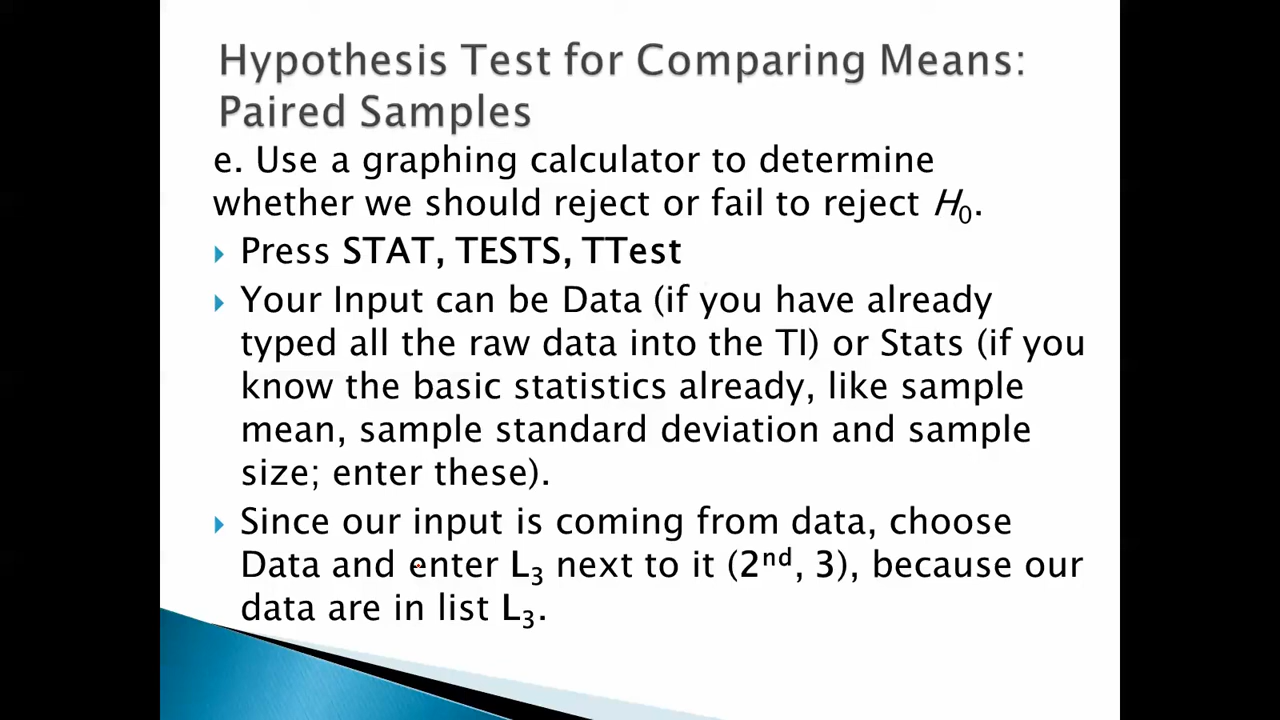 Hypothesis Test for Comparing Means:
Paired Samples
e. Use a graphing calculator to determine
whether we should reject or fail to reject H₀.
Press STAT, TESTS, TTest
Your Input can be Data (if you have already
typed all the raw data into the TI) or Stats (if you
know the basic statistics already, like sample
mean, sample standard deviation and sample
size; enter these).
Since our input is coming from data, choose
Data and enter L₃ next to it (2ⁿᵈ, 3), because our
data are in list L₃.